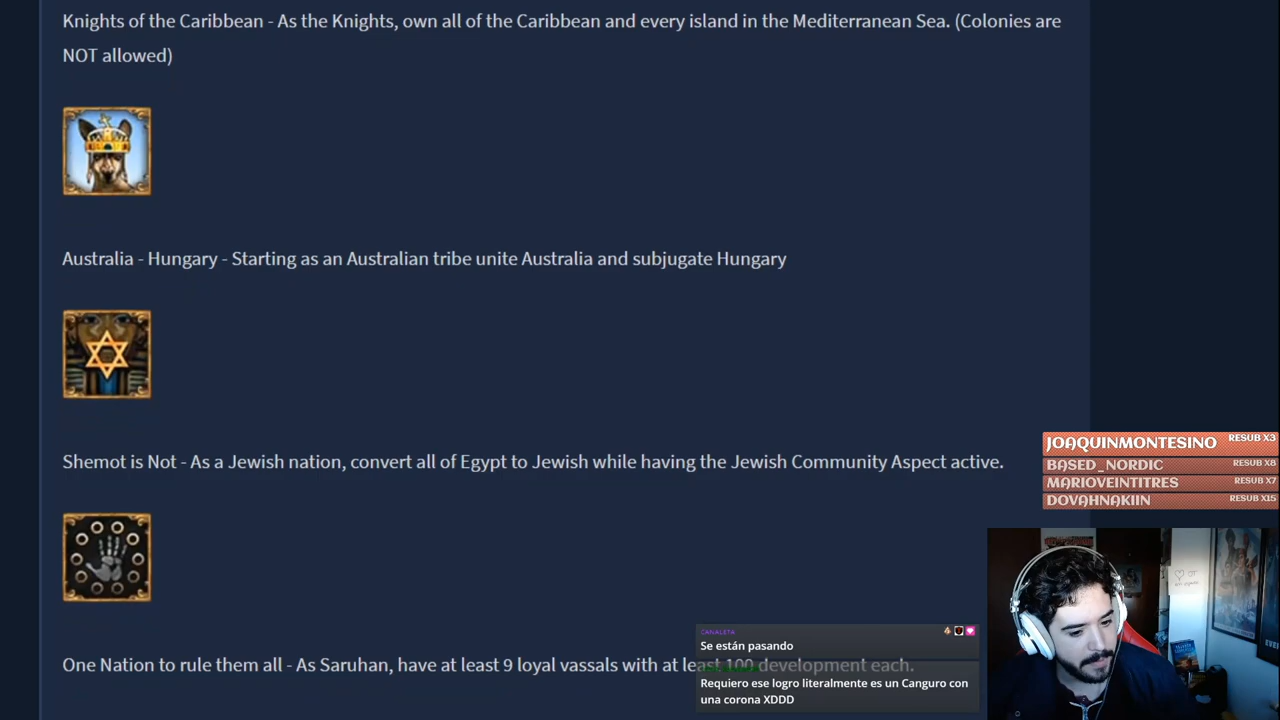 Knights of the Caribbean - As the Knights, own all of the Caribbean and every island in the Mediterranean Sea. (Colonies are
NOT allowed)
Australia - Hungary - Starting as an Australian tribe unite Australia and subjugate Hungary
JOAQUINMONTESINO RESUB X3
BASED_NORDIC RESUB X8
Shemot is Not - As a Jewish nation, convert all of Egypt to Jewish while having the Jewish Community Aspect active.
MARIOVEINTITRES RESUB X7
DOVAHNAKIIN RESUB X15
CANALETA
Se están pasando
One Nation to rule them all - As Saruhan, have at least 9 loyal vassals with at least 100 development each.
Requiero ese logro literalmente es un Canguro con
una corona XDDD